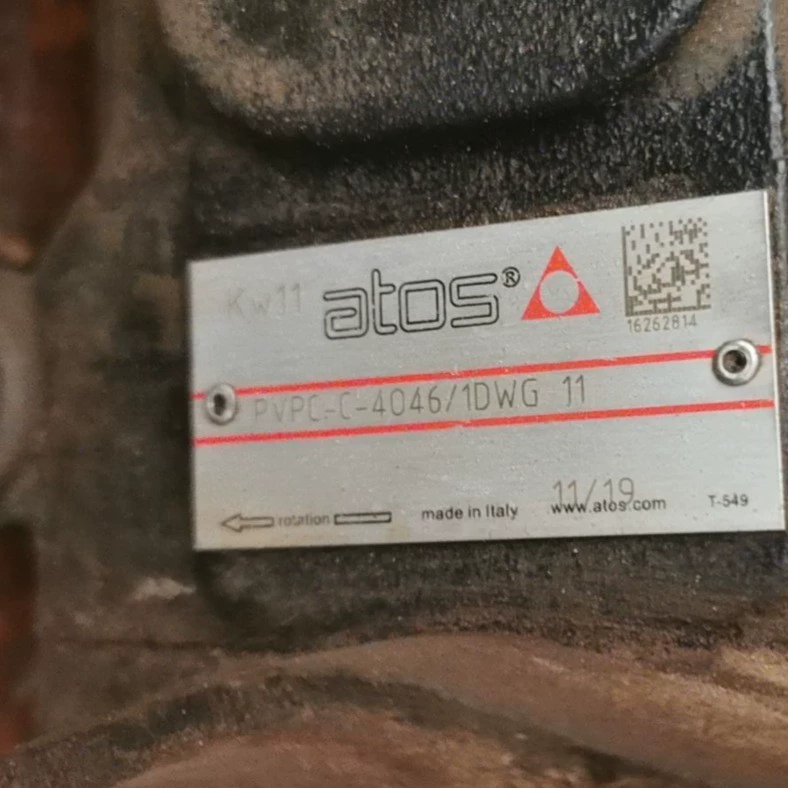 Kw11 atos®
16262814
PVPC-C-4046/1DWG 11
11/19
rotation made in Italy www.atos.com T-549